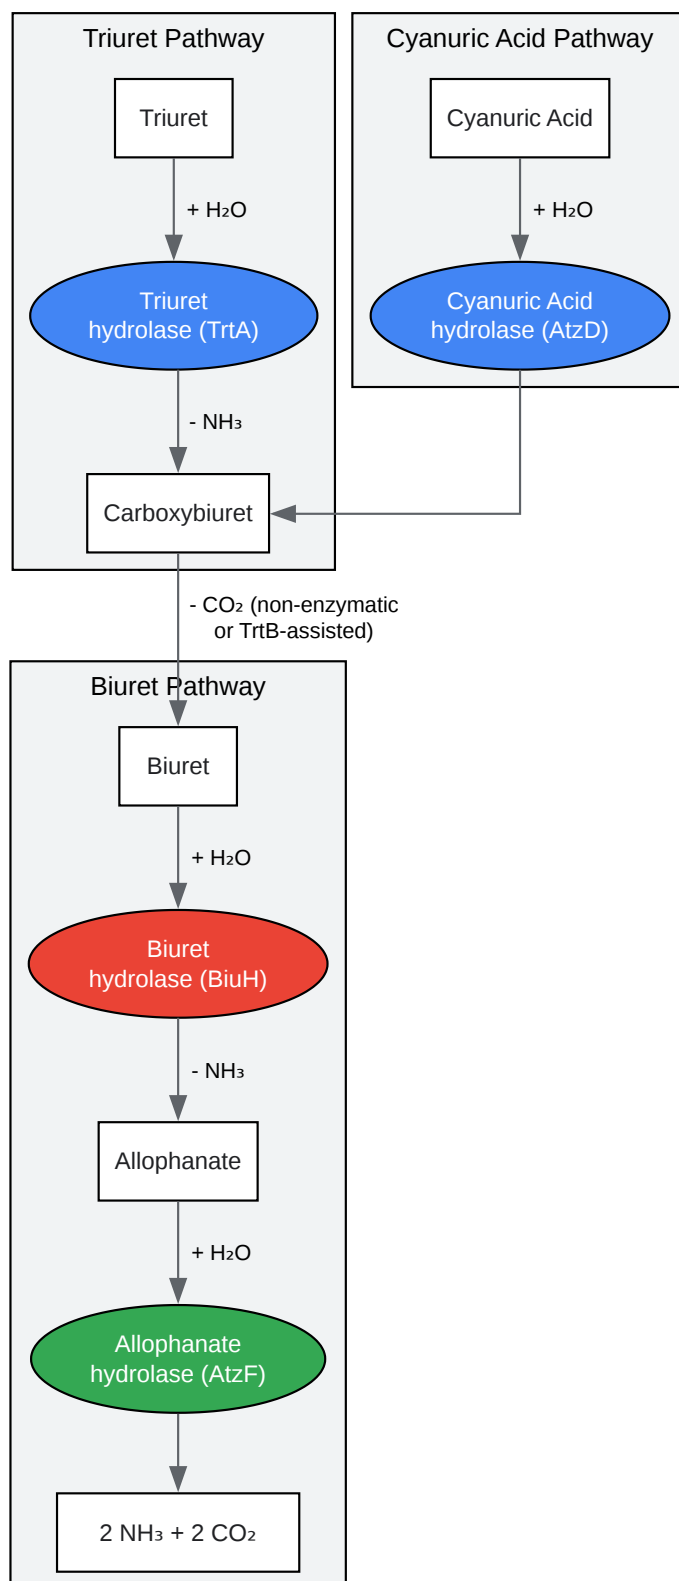 Triuret Pathway
Triuret
+ H₂O
Triuret
hydrolase (TrtA)
- NH₃
Carboxybiuret
Cyanuric Acid Pathway
Cyanuric Acid
+ H₂O
Cyanuric Acid
hydrolase (AtzD)
- CO₂ (non-enzymatic
or TrtB-assisted)
Biuret Pathway
Biuret
+ H₂O
Biuret
hydrolase (BiuH)
- NH₃
Allophanate
+ H₂O
Allophanate
hydrolase (AtzF)
2 NH₃ + 2 CO₂